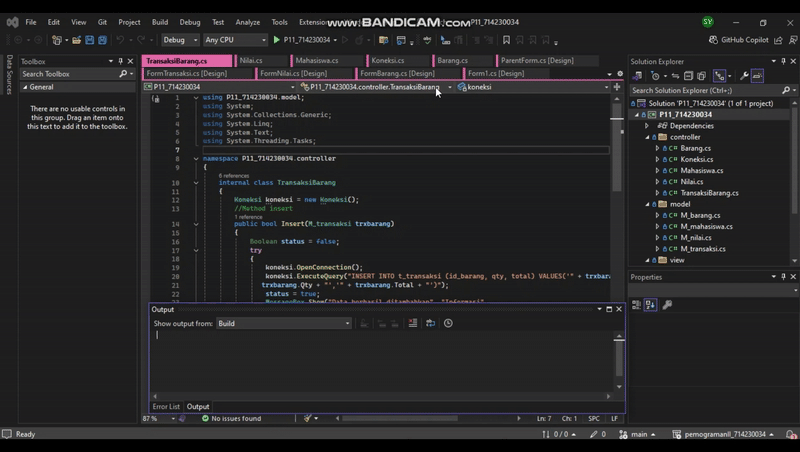 File Edit View Git Project Build Debug Test Analyze Tools Extensions
www.BANDICAM.com
P11_714230034
SY
Debug Any CPU P11_714230034 GitHub Copilot
Data Sources
Toolbox
Search Toolbox
General
There are no usable controls in
this group. Drag an item onto
this text to add it to the toolbox.
TransaksiBarang.cs Nilai.cs Mahasiswa.cs Koneksi.cs Barang.cs ParentForm.cs [Design]
FormTransaksi.cs [Design] FormNilai.cs [Design] FormBarang.cs [Design] Form1.cs [Design]
P11_714230034 P11_714230034.controller.TransaksiBarang koneksi
1 using P11_714230034.model;
2 using System;
3 using System.Collections.Generic;
4 using System.Linq;
5 using System.Text;
6 using System.Threading.Tasks;
7
8 namespace P11_714230034.controller
9 {
6 references
10 internal class TransaksiBarang
11 {
12 Koneksi koneksi = new Koneksi();
13 //Method insert
1 reference
14 public bool Insert(M_transaksi trxbarang)
15 {
16 Boolean status = false;
17 try
18 {
19 koneksi.OpenConnection();
20 koneksi.ExecuteQuery("INSERT INTO t_transaksi (id_barang, qty, total) VALUES('" + trxbara
21 trxbarang.Qty + "','" + trxbarang.Total + "')");
22 status = true;
Output
Show output from: Build
Error List Output
87 % No issues found Ln: 7 Ch: 1 SPC LF
Solution Explorer
Search Solution Explorer (Ctrl+;)
Solution 'P11_714230034' (1 of 1 project)
P11_714230034
Dependencies
controller
Barang.cs
Koneksi.cs
Mahasiswa.cs
Nilai.cs
TransaksiBarang.cs
model
M_barang.cs
M_mahasiswa.cs
M_nilai.cs
M_transaksi.cs
view
Properties
Ready 0 / 0 0 main pemogramanII_714230034